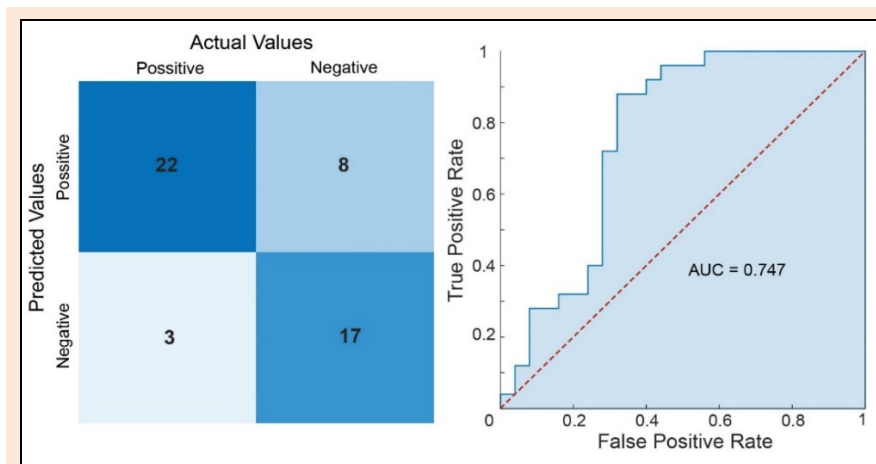 Actual Values
Possitive Negative
Predicted Values
Possitive
22 8
Negative
3 17
True Positive Rate
1
0.8
0.6
0.4
0.2
AUC = 0.747
0 0.2 0.4 0.6 0.8 1
False Positive Rate